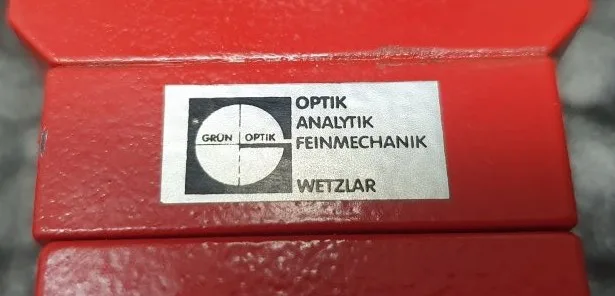 GRÜN OPTIK
OPTIK
ANALYTIK
FEINMECHANIK
WETZLAR